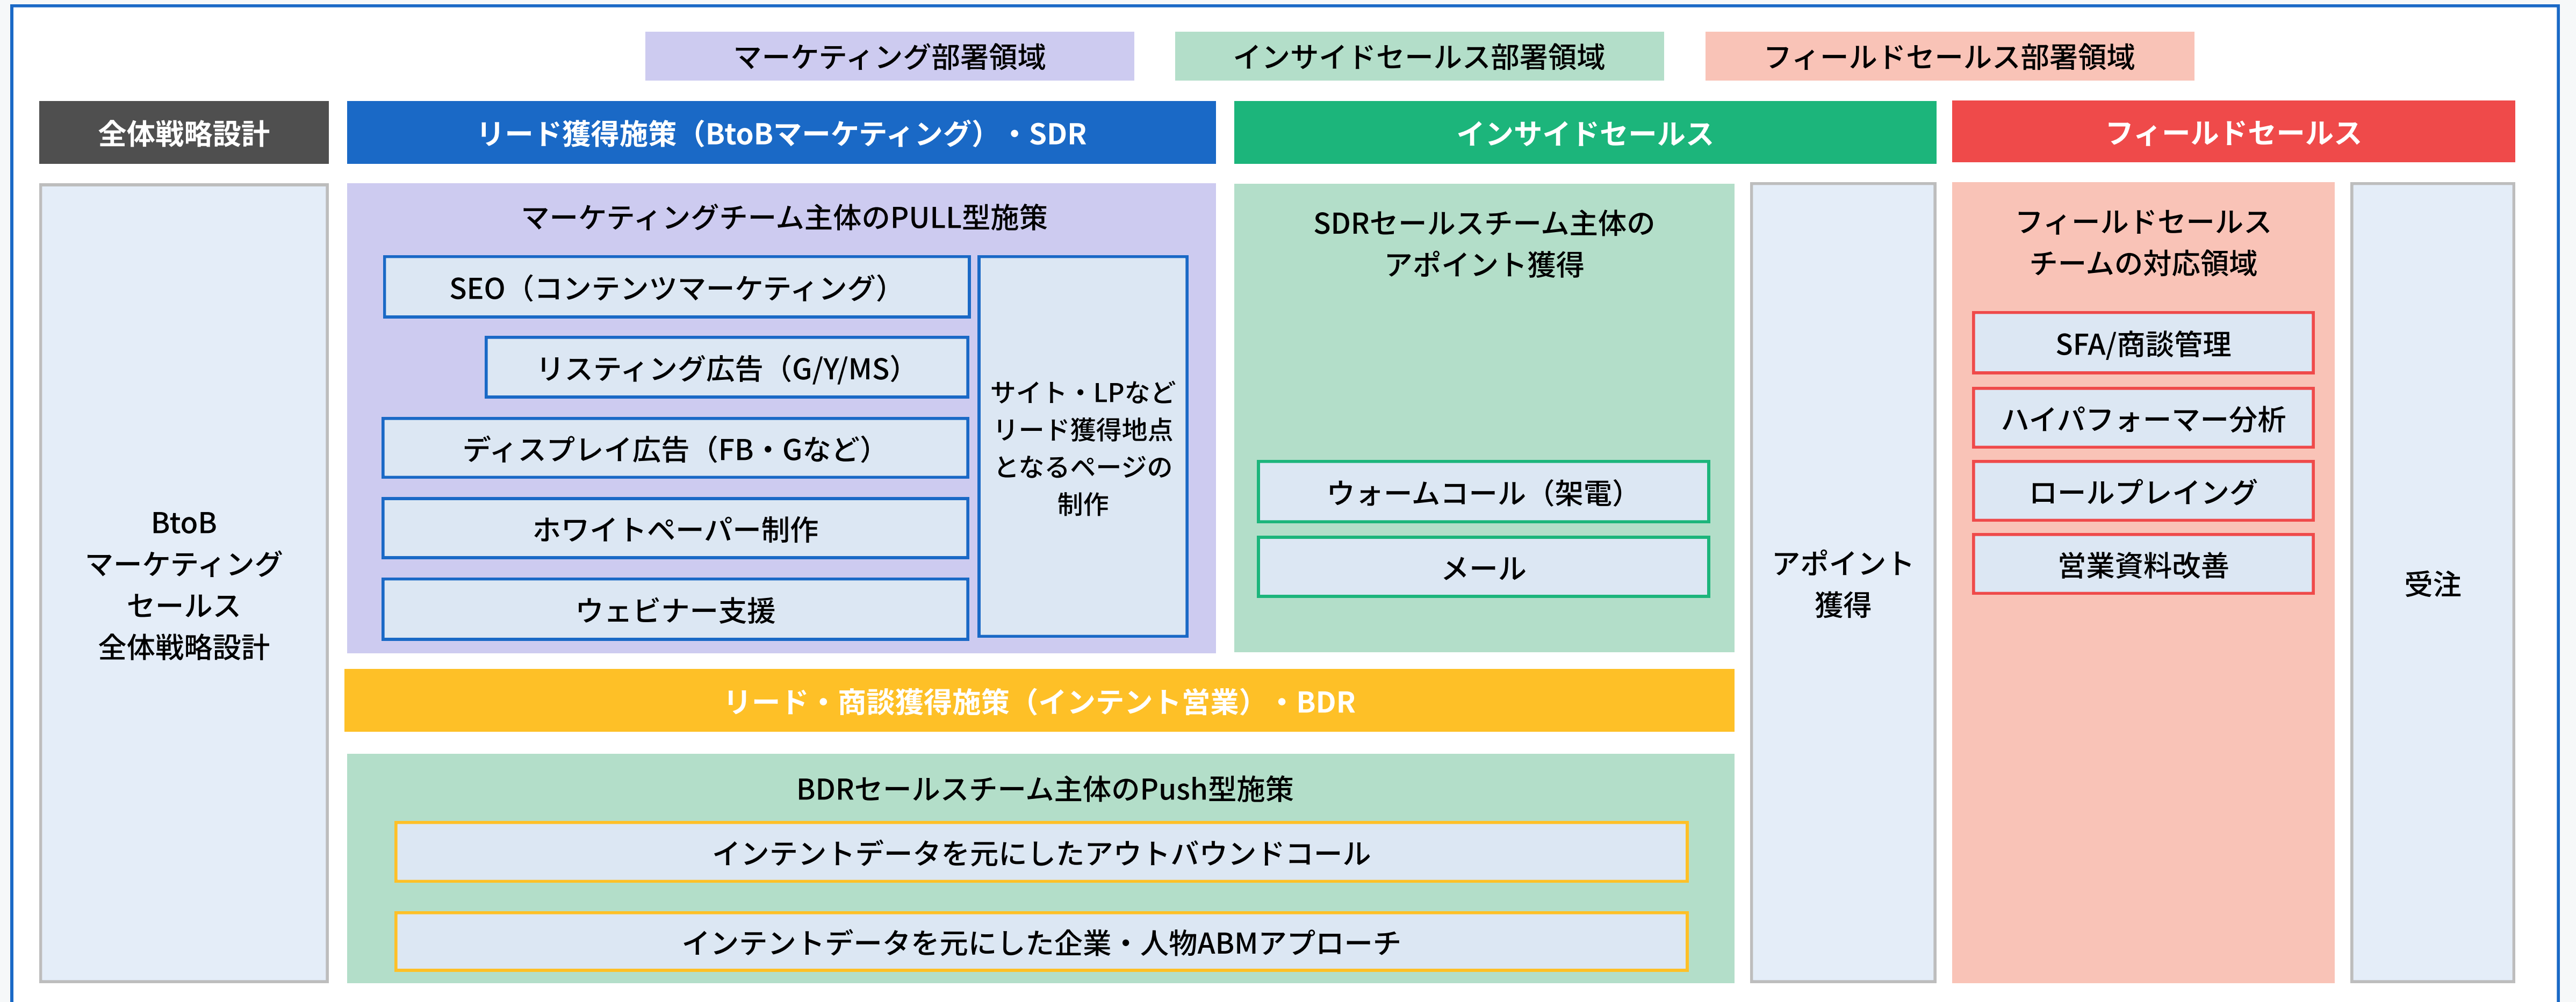 マーケティング部署領域
インサイドセールス部署領域
フィールドセールス部署領域
全体戦略設計
リード獲得施策（BtoBマーケティング）・SDR
インサイドセールス
フィールドセールス
BtoB
マーケティング
セールス
全体戦略設計
マーケティングチーム主体のPULL型施策
SEO（コンテンツマーケティング）
リスティング広告（G/Y/MS）
ディスプレイ広告（FB・Gなど）
ホワイトペーパー制作
ウェビナー支援
サイト・LPなど
リード獲得地点
となるページの
制作
SDRセールスチーム主体の
アポイント獲得
ウォームコール（架電）
メール
リード・商談獲得施策（インテント営業）・BDR
BDRセールスチーム主体のPush型施策
インテントデータを元にしたアウトバウンドコール
インテントデータを元にした企業・人物ABMアプローチ
アポイント
獲得
フィールドセールス
チームの対応領域
SFA/商談管理
ハイパフォーマー分析
ロールプレイング
営業資料改善
受注